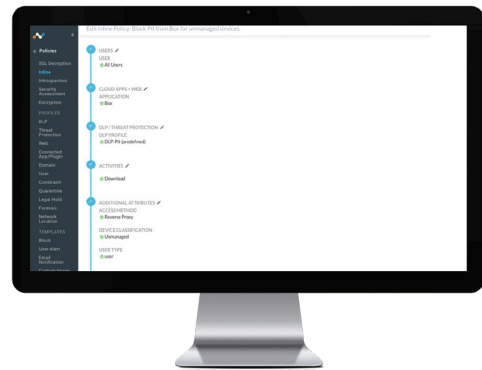 Edit Inline Policy: Block PII from Box for unmanaged devices
← Policies
SSL Decryption
Inline
Introspection
Security
Assessment
Encryption
PROFILES
DLP
Threat
Protection
Web
Connected
App/Plugin
Domain
User
Constraint
Quarantine
Legal Hold
Forensic
Network
Location
TEMPLATES
Block
User Alert
Email
Notification
USERS
USER
All Users
CLOUD APPS + WEB
APPLICATION
Box
DLP / THREAT PROTECTION
DLP PROFILE
DLP-PII (predefined)
ACTIVITIES
Download
ADDITIONAL ATTRIBUTES
ACCESS METHOD
Reverse Proxy
DEVICE CLASSIFICATION
Unmanaged
USER TYPE
user